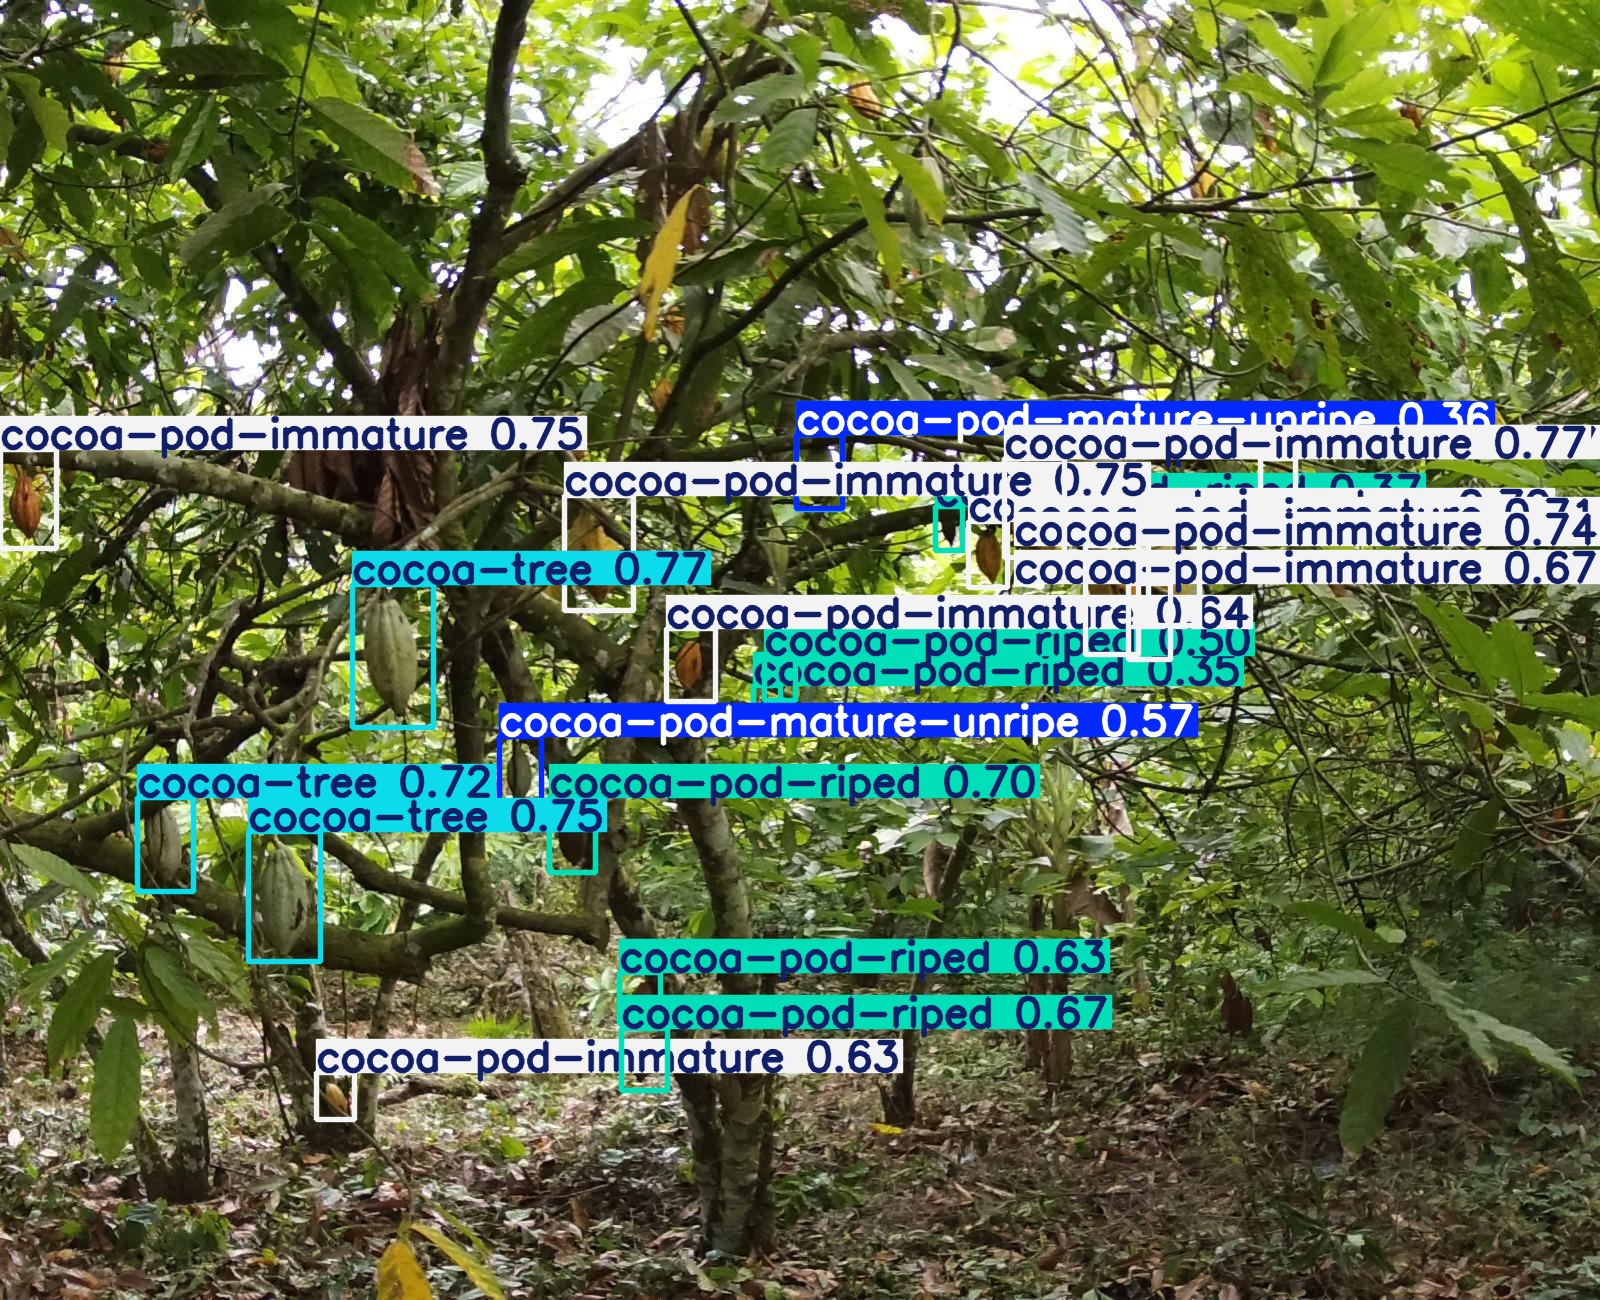 cocoa-pod-mature-unripe 0.36
cocoa-pod-immature 0.75
cocoa-pod-immature 0.77
cocoa-pod-immature 0.75
0.71
cocoa-pod-immature 0.74
cocoa-tree 0.77
cocoa-pod-immature 0.67
cocoa-pod-immature 0.64
cocoa-pod-riped 0.50
cocoa-pod-riped 0.35
cocoa-pod-mature-unripe 0.57
cocoa-tree 0.72
cocoa-pod-riped 0.70
cocoa-tree 0.75
cocoa-pod-riped 0.63
cocoa-pod-riped 0.67
cocoa-pod-immature 0.63